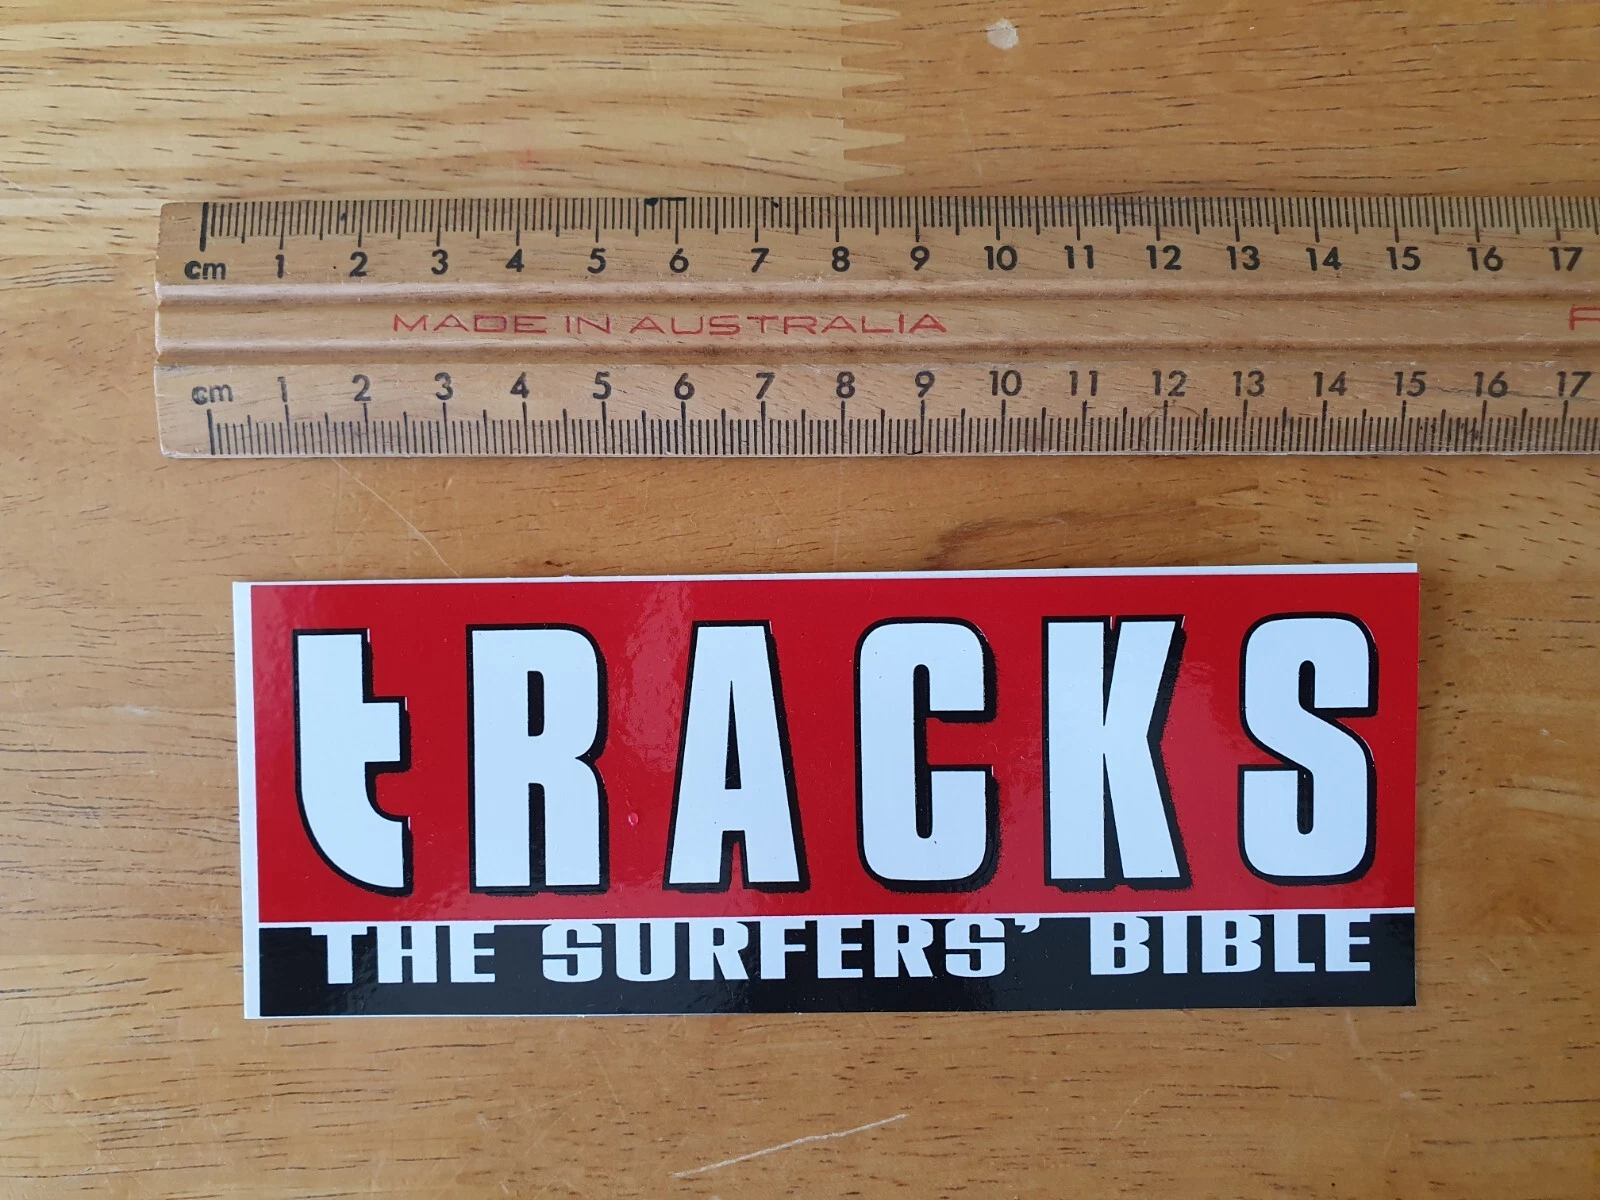 cm 1 2 3 4 5 6 7 8 9 10 11 12 13 14 15 16 17
MADE IN AUSTRALIA
cm 1 2 3 4 5 6 7 8 9 10 11 12 13 14 15 16 17
tRACKS
THE SURFERS' BIBLE